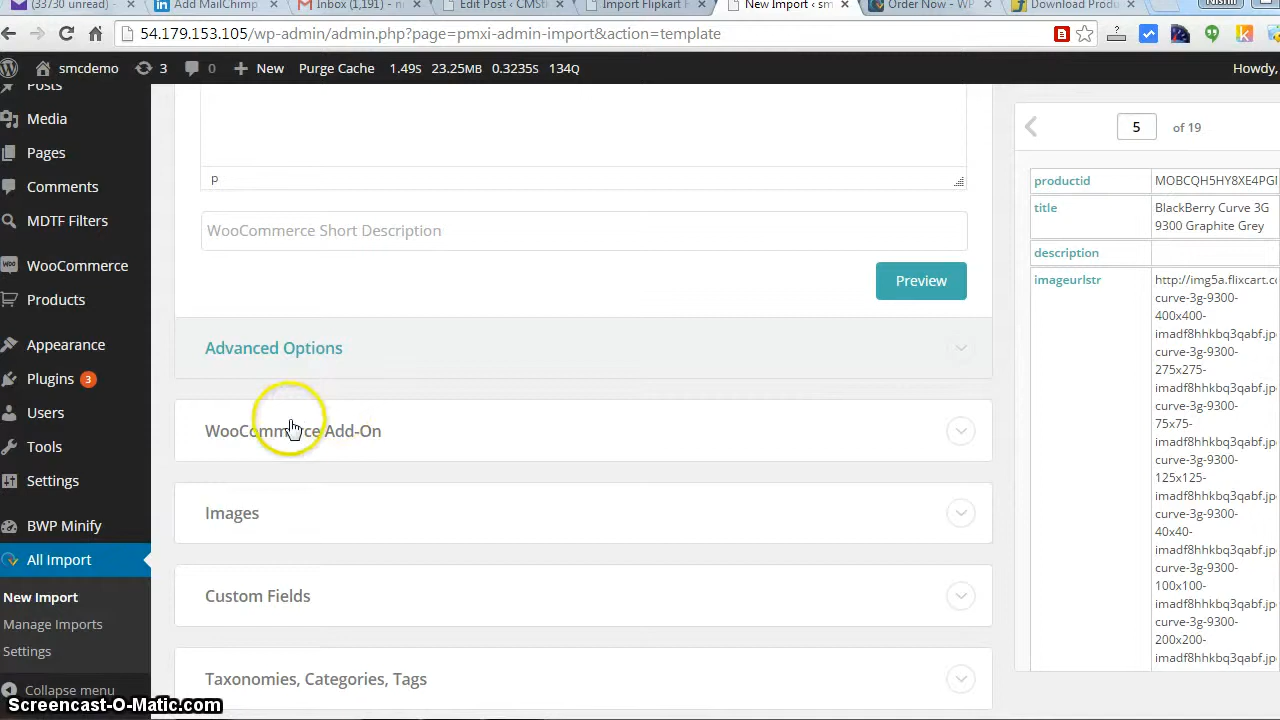 (33730 unread) - n
Add MailChimp
Inbox (1,191) - n
Edit Post ‹ CMSt
Import Flipkart F
New Import ‹ sm
Order Now - WP
Download Produ
54.179.153.105/wp-admin/admin.php?page=pmxi-admin-import&action=template
smcdemo 3 0 New Purge Cache 1.49S 23.25MB 0.3235S 134Q Howdy,
Posts
Media
Pages
Comments
MDTF Filters
WooCommerce
Products
Appearance
Plugins 3
Users
Tools
Settings
BWP Minify
All Import
New Import
Manage Imports
Settings
Collapse menu
p
WooCommerce Short Description
Preview
Advanced Options
WooCommerce Add-On
Images
Custom Fields
Taxonomies, Categories, Tags
5 of 19
productid MOBCQH5HY8XE4PGI
title BlackBerry Curve 3G
9300 Graphite Grey
description
imageurlstr http://img5a.flixcart.c
curve-3g-9300-
400x400-
imadf8hhkbq3qabf.jp
curve-3g-9300-
275x275-
imadf8hhkbq3qabf.jp
curve-3g-9300-
75x75-
imadf8hhkbq3qabf.jp
curve-3g-9300-
125x125-
imadf8hhkbq3qabf.jp
curve-3g-9300-
40x40-
imadf8hhkbq3qabf.jp
curve-3g-9300-
100x100-
imadf8hhkbq3qabf.jp
curve-3g-9300-
200x200-
imadf8hhkbq3qabf.jp
Screencast-O-Matic.com